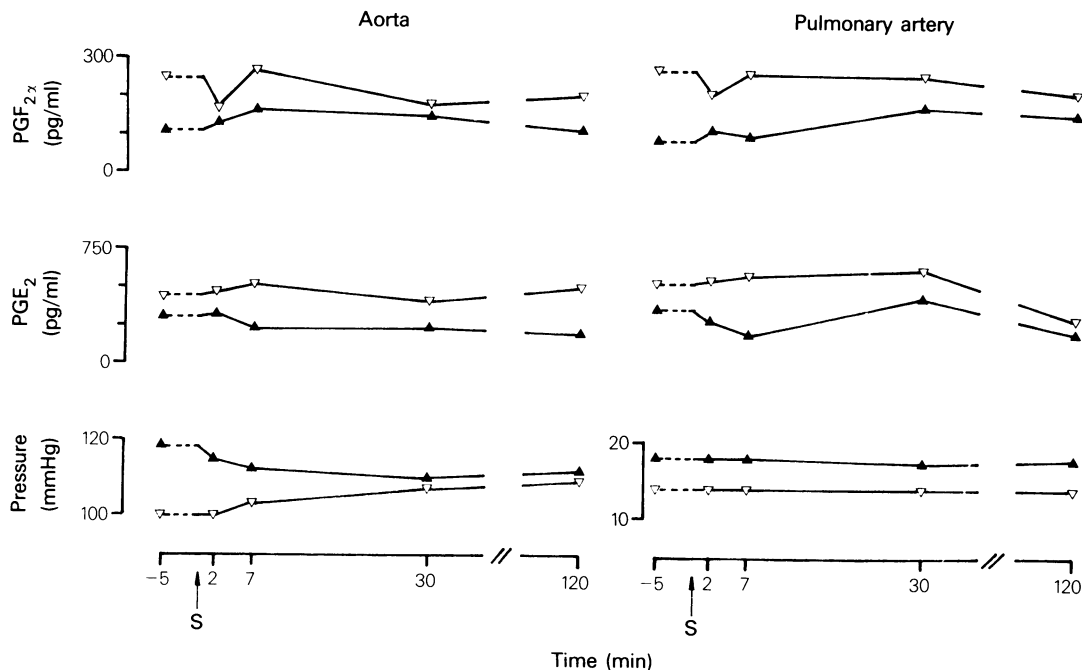 Aorta
Pulmonary artery
PGF2α
(pg/ml)
300
0
PGE2
(pg/ml)
750
0
Pressure
(mmHg)
120
100
20
10
−5 2 7 30 120
S
−5 2 7 30 120
S
Time (min)